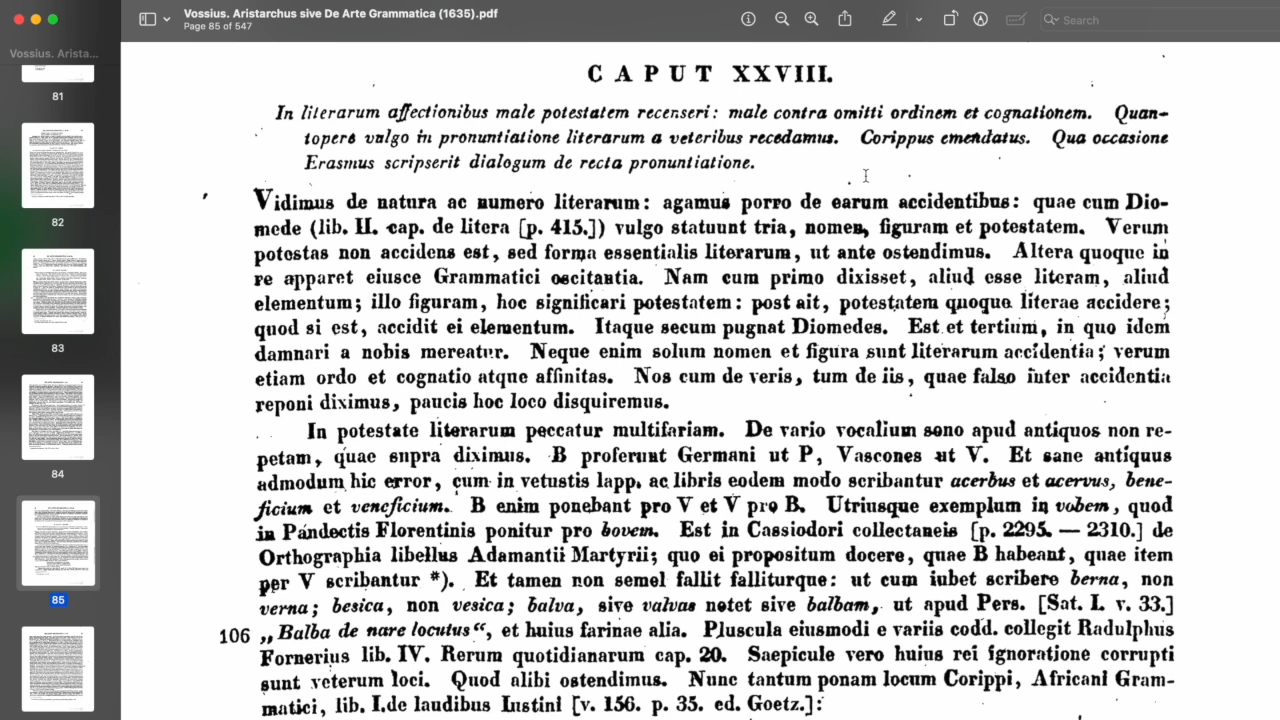 Vossius. Aristarchus sive De Arte Grammatica (1635).pdf
Page 85 of 547
Search
Vossius. Arista...
81
82
83
84
85
CAPUT XXVIII.
In literarum affectionibus male potestatem recenseri: male contra omitti ordinem et cognationem. Quan-
topere vulgo in pronuntiatione literarum a veteribus recedamus. Corippus emendatus. Qua occasione
Erasmus scripserit dialogum de recta pronuntiatione.
Vidimus de natura ac numero literarum: agamus porro de earum accidentibus: quae cum Dio-
mede (lib. II. cap. de litera [p. 415.]) vulgo statuunt tria, nomen, figuram et potestatem. Verum
potestas non accidens est, sed forma essentialis literarum, ut ante ostendimus. Altera quoque in
re apparet eiusce Grammatici oscitantia. Nam cum primo dixisset, aliud esse literam, aliud
elementum; illo figuram, hoc significari potestatem: post ait, potestatem quoque literae accidere;
quod si est, accidit ei elementum. Itaque secum pugnat Diomedes. Est et tertium, in quo idem
damnari a nobis mereatur. Neque enim solum nomen et figura sunt literarum accidentia; verum
etiam ordo et cognatio atque affinitas. Nos cum de veris, tum de iis, quae falso inter accidentia
reponi diximus, paucis hoc loco disquiremus.
In potestate literarum peccatur multifariam. De vario vocalium sono apud antiquos non re-
petam, quae supra diximus. B proferunt Germani ut P, Vascones ut V. Et sane antiquus
admodum hic error, cum in vetustis lapp. ac libris eodem modo scribantur acerbus et acervus, bene-
ficium et veneficium. B enim ponebant pro V et V pro B. Utriusque exemplum in vobem, quod
in Pandectis Florentinis ponitur pro bovem. Est in Cassiodori collectaneis [p. 2295. — 2310.] de
Orthographia libellus Adamantii Martyrii; quo ei propositum docere, quae B habeant, quae item
per V scribantur *). Et tamen non semel fallit falliturque: ut cum iubet scribere berna, non
verna; besica, non vesica; balva, sive valvas notet sive balbam, ut apud Pers. [Sat. I. v. 33.]
106 „Balba de nare locutus“, et huius farinae alia. Pluscula eiusmodi e variis codd. collegit Radulphus
Fornerius lib. IV. Rerum quotidianarum cap. 20. Saepicule vero huius rei ignoratione corrupti
sunt veterum loci. Quod alibi ostendimus. Nunc tantum ponam locum Corippi, Africani Gram-
matici, lib. I.de laudibus Iustini [v. 156. p. 35. ed. Goetz.]: